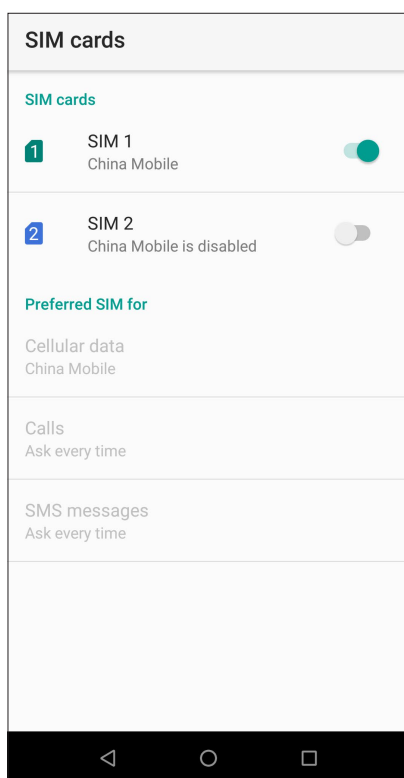 SIM cards
SIM cards
1
SIM 1
China Mobile
2
SIM 2
China Mobile is disabled
Preferred SIM for
Cellular data
China Mobile
Calls
Ask every time
SMS messages
Ask every time